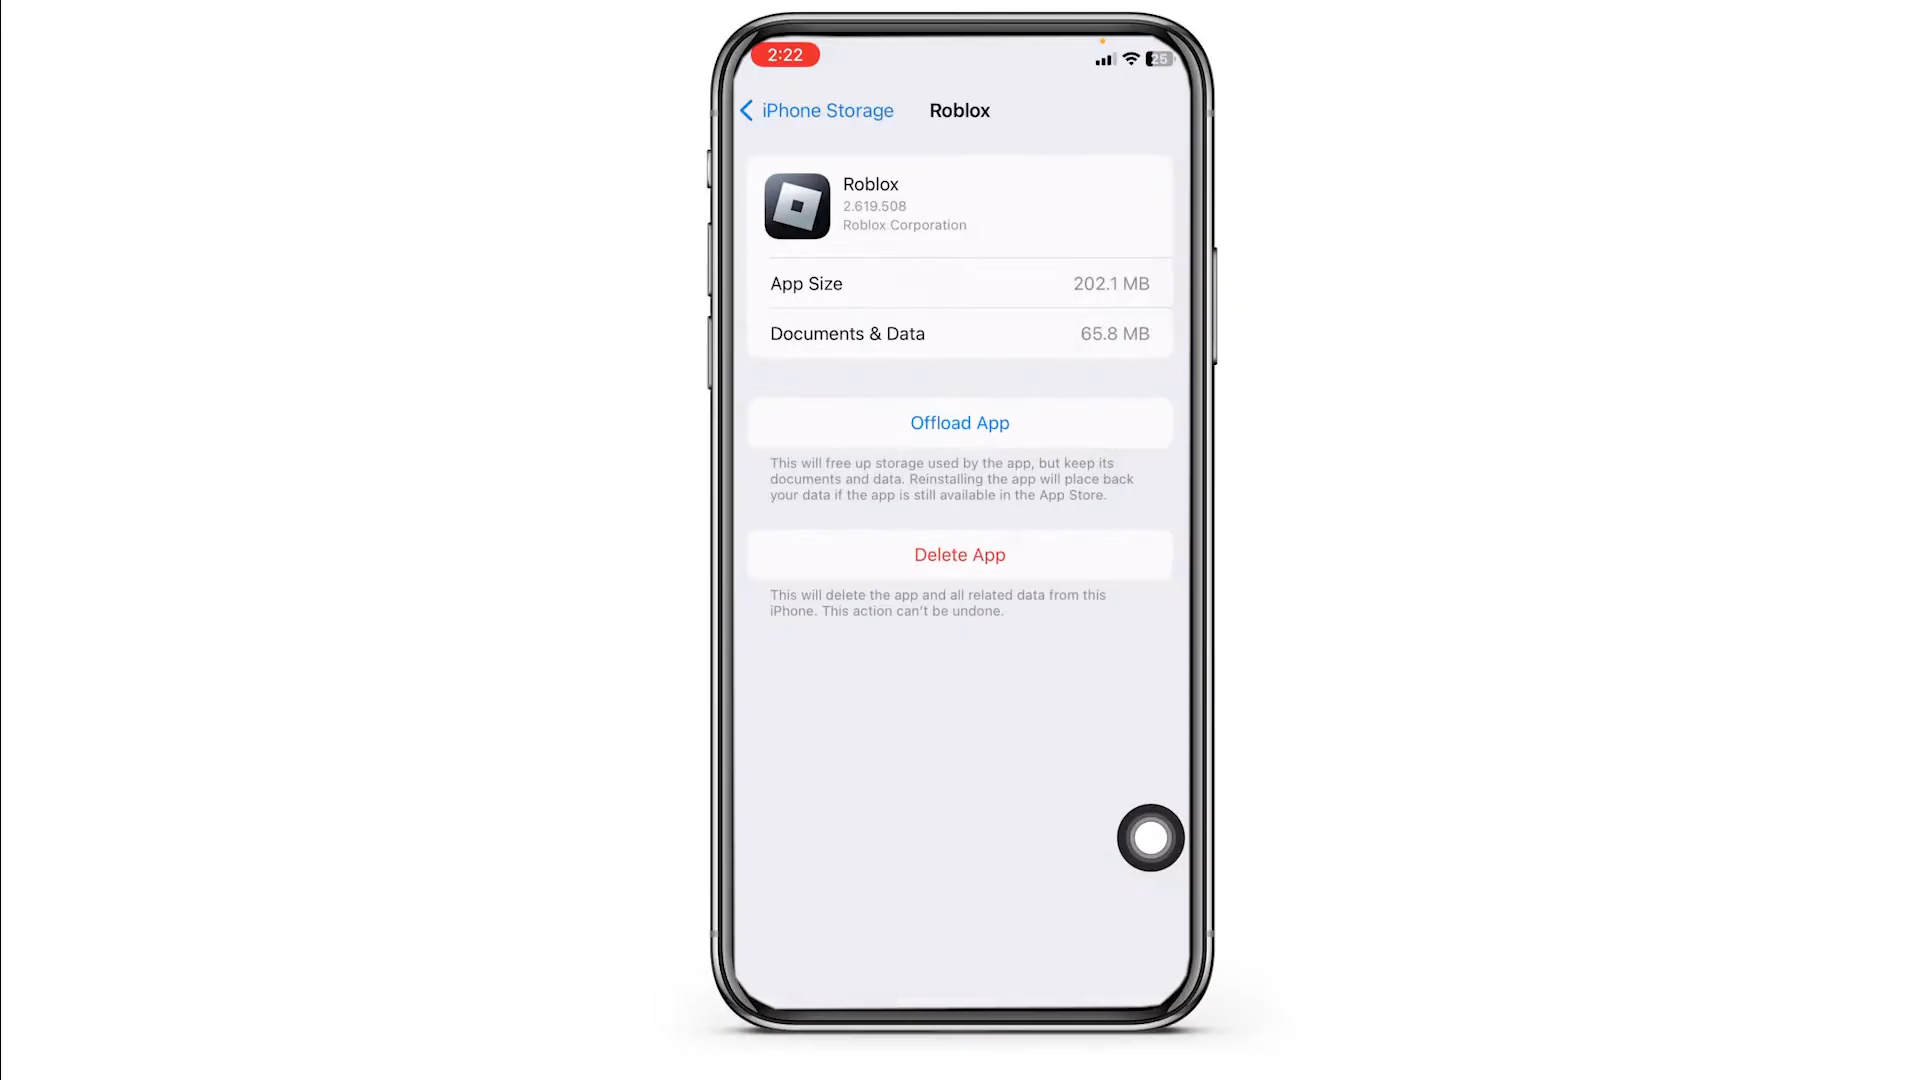 2:22
25
iPhone Storage
Roblox
Roblox
2.619.508
Roblox Corporation
App Size
202.1 MB
Documents & Data
65.8 MB
Offload App
This will free up storage used by the app, but keep its
documents and data. Reinstalling the app will place back
your data if the app is still available in the App Store.
Delete App
This will delete the app and all related data from this
iPhone. This action can't be undone.